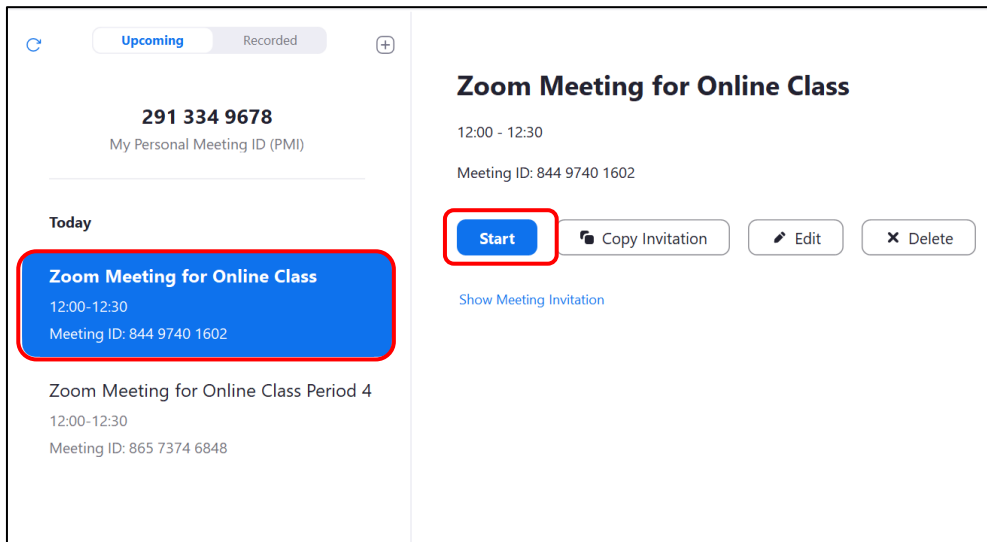 Upcoming
Recorded
291 334 9678
My Personal Meeting ID (PMI)
Today
Zoom Meeting for Online Class
12:00-12:30
Meeting ID: 844 9740 1602
Zoom Meeting for Online Class Period 4
12:00-12:30
Meeting ID: 865 7374 6848
Zoom Meeting for Online Class
12:00 - 12:30
Meeting ID: 844 9740 1602
Start
Copy Invitation
Edit
Delete
Show Meeting Invitation